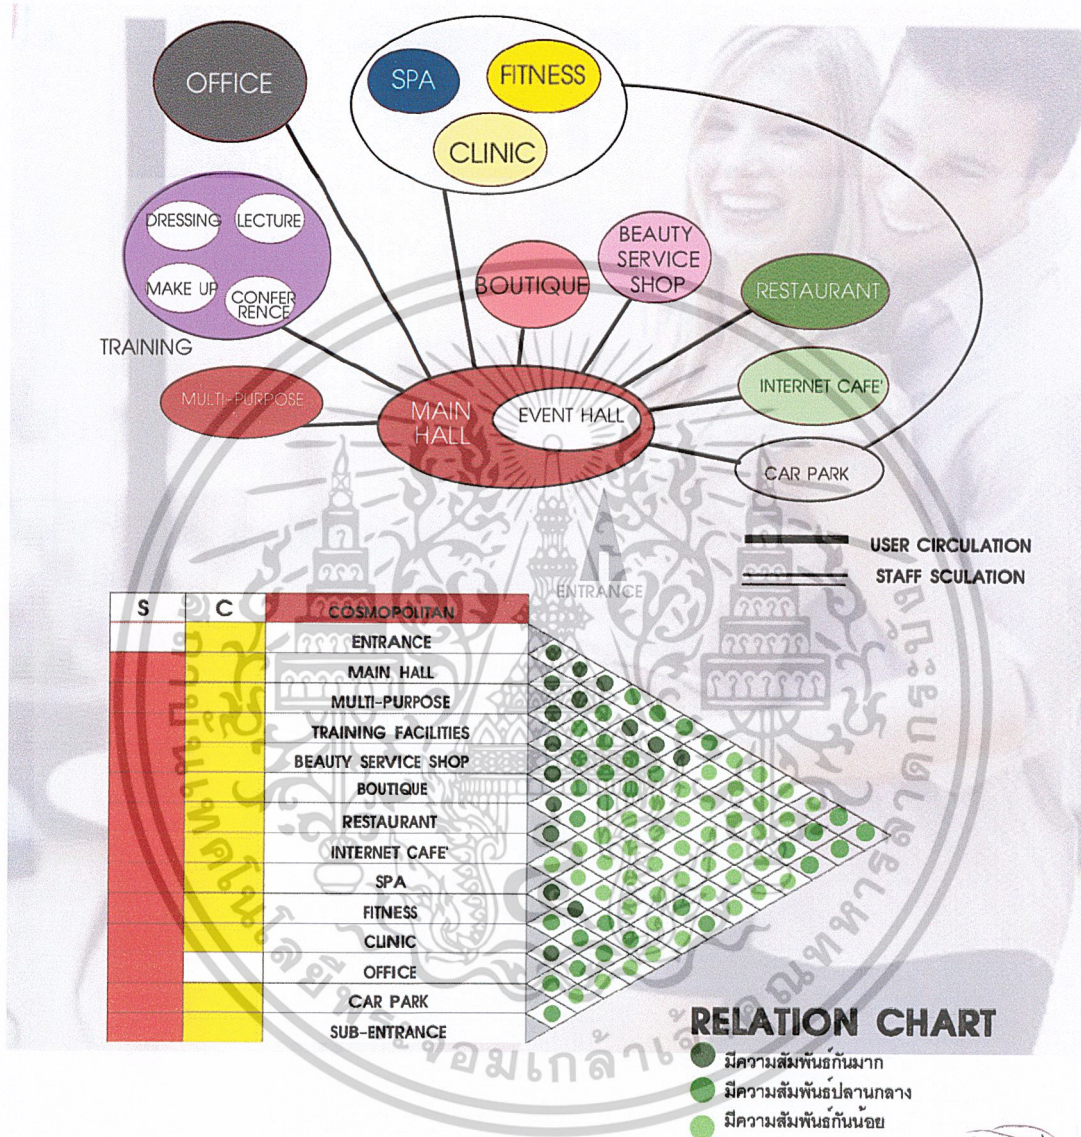 OFFICE
SPA
FITNESS
CLINIC
DRESSING
LECTURE
MAKE UP
CONFER
RENCE
TRAINING
BOUTIQUE
BEAUTY
SERVICE
SHOP
RESTAURANT
MULTI-PURPOSE
MAIN
HALL
EVENT HALL
INTERNET CAFE'
CAR PARK
ENTRANCE
USER CIRCULATION
STAFF SCULATION
S C COSMOPOLITAN
ENTRANCE
MAIN HALL
MULTI-PURPOSE
TRAINING FACILITIES
BEAUTY SERVICE SHOP
BOUTIQUE
RESTAURANT
INTERNET CAFE'
SPA
FITNESS
CLINIC
OFFICE
CAR PARK
SUB-ENTRANCE
RELATION CHART
มีความสัมพันธ์กันมาก
มีความสัมพันธ์ปลานกลาง
มีความสัมพันธ์กันน้อย